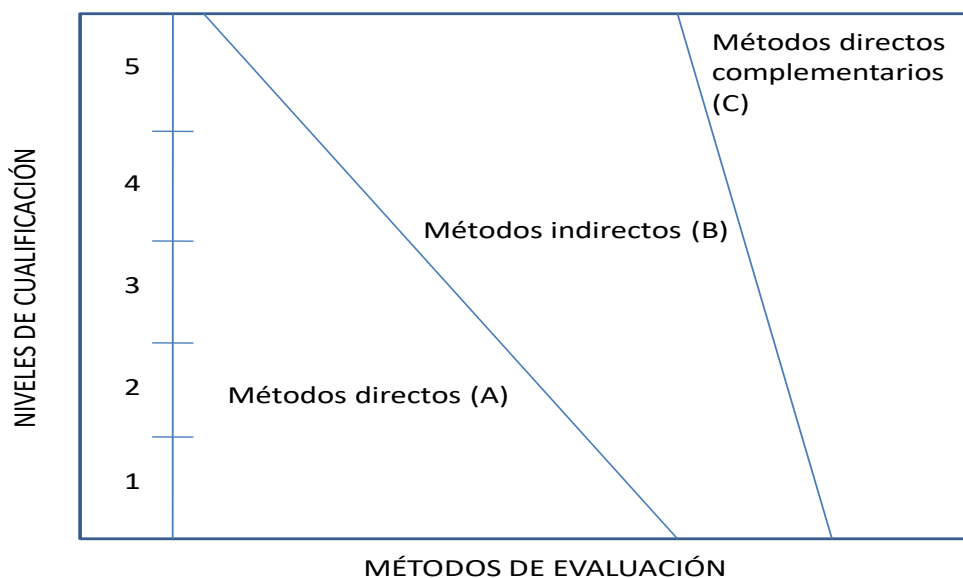 NIVELES DE CUALIFICACIÓN
5
4
3
2
1
Métodos directos
complementarios
(C)
Métodos indirectos (B)
Métodos directos (A)
MÉTODOS DE EVALUACIÓN